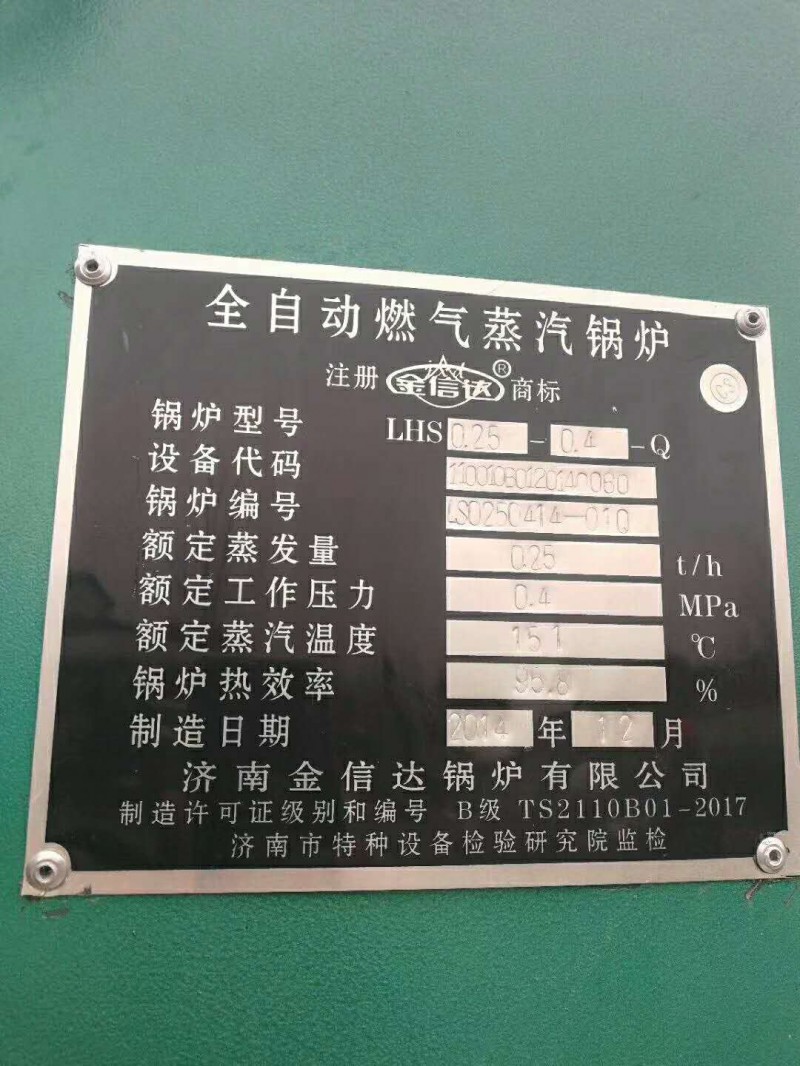 全自动燃气蒸汽锅炉
注册 金信达 ® 商标
锅炉型号 LHS 0.25 - 0.4 - Q
设备代码 11001080120140060
锅炉编号 LS0250414-01Q
额定蒸发量 0.25 t/h
额定工作压力 0.4 MPa
额定蒸汽温度 151 ℃
锅炉热效率 95.8 %
制造日期 2014 年 12 月
济南金信达锅炉有限公司
制造许可证级别和编号 B级 TS2110B01-2017
济南市特种设备检验研究院监检